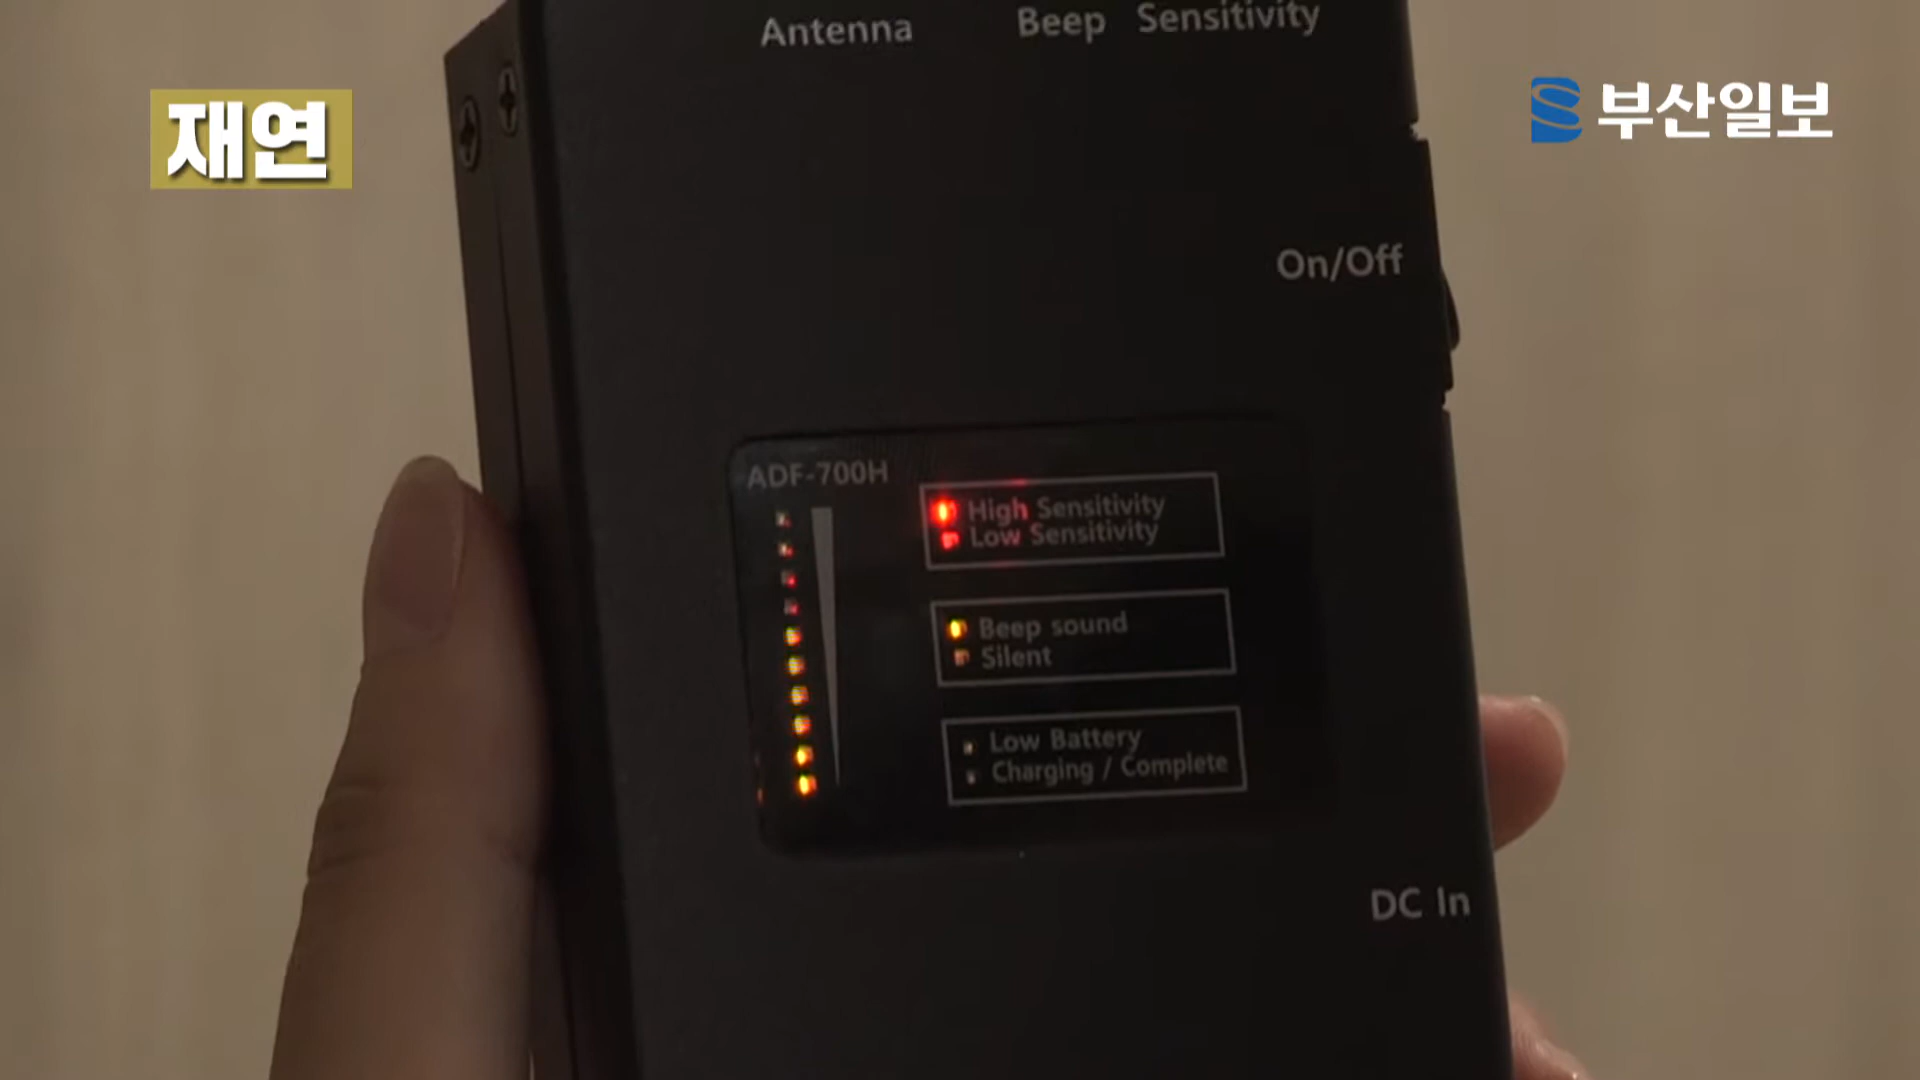 Antenna Beep Sensitivity
재연
부산일보
On/Off
ADF-700H
High Sensitivity
Low Sensitivity
Beep sound
Silent
Low Battery
Charging / Complete
DC In